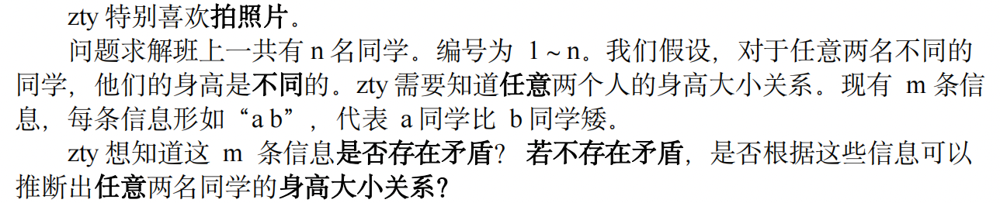 zty 特别喜欢拍照片。
问题求解班上一共有 n 名同学。编号为 1 ~ n。我们假设，对于任意两名不同的
同学，他们的身高是不同的。zty 需要知道任意两个人的身高大小关系。现有 m 条信
息，每条信息形如“a b”，代表 a 同学比 b 同学矮。
zty 想知道这 m 条信息是否存在矛盾？ 若不存在矛盾，是否根据这些信息可以
推断出任意两名同学的身高大小关系？